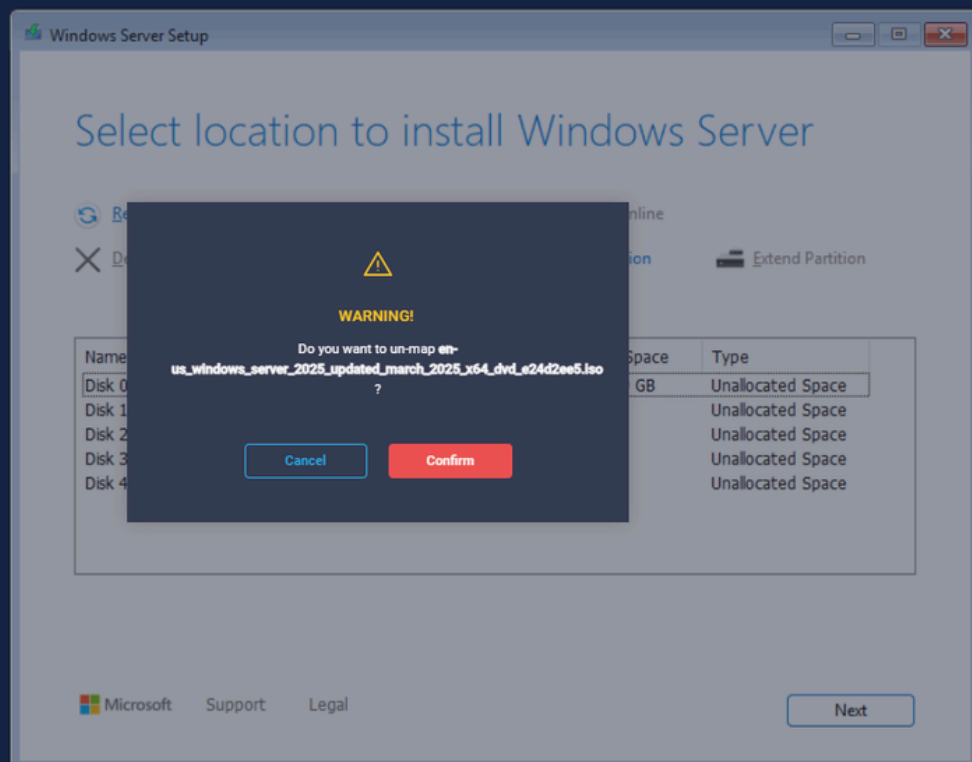 Windows Server Setup
Select location to install Windows Server
nline
ion
Extend Partition
WARNING!
Do you want to un-map en-
us_windows_server_2025_updated_march_2025_x64_dvd_e24d2ee5.iso
?
Cancel Confirm
Name Space Type
Disk 0 GB Unallocated Space
Disk 1 Unallocated Space
Disk 2 Unallocated Space
Disk 3 Unallocated Space
Disk 4 Unallocated Space
Microsoft Support Legal
Next